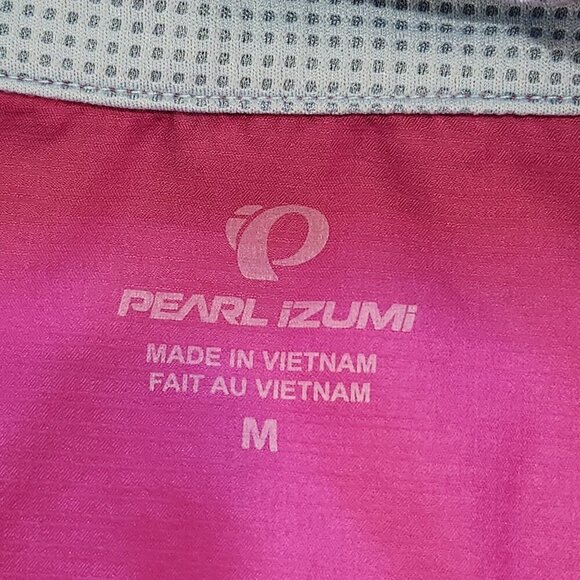 PEARL iZUMi
MADE IN VIETNAM
FAIT AU VIETNAM
M